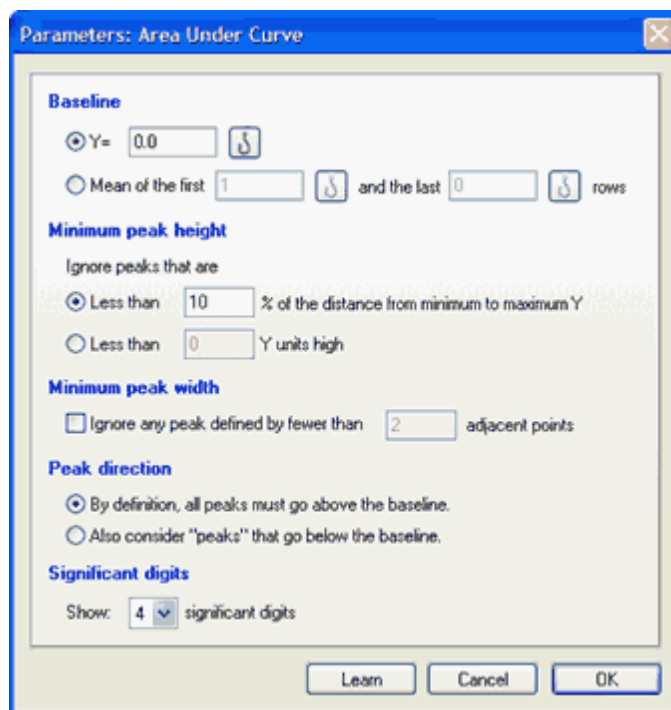 Parameters: Area Under Curve
Baseline
Y= 0.0
Mean of the first 1 and the last 0 rows
Minimum peak height
Ignore peaks that are
Less than 10 % of the distance from minimum to maximum Y
Less than 0 Y units high
Minimum peak width
Ignore any peak defined by fewer than 2 adjacent points
Peak direction
By definition, all peaks must go above the baseline.
Also consider "peaks" that go below the baseline.
Significant digits
Show: 4 significant digits
Learn Cancel OK